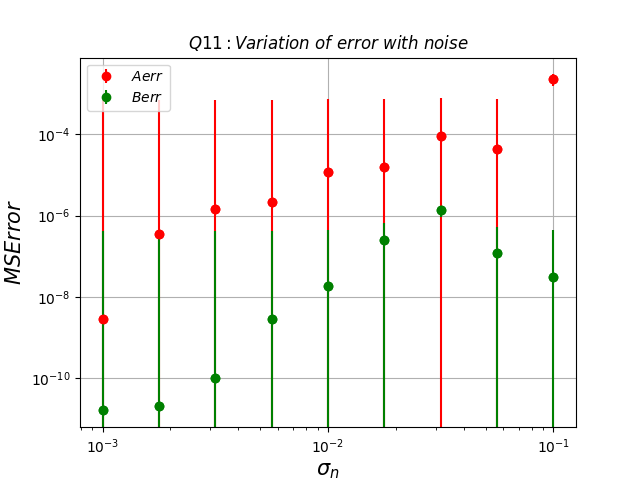 Q11 : Variation of error with noise
Aerr
Berr
10⁻⁴
10⁻⁶
10⁻⁸
10⁻¹⁰
MSError
10⁻³
10⁻²
10⁻¹
σₙ